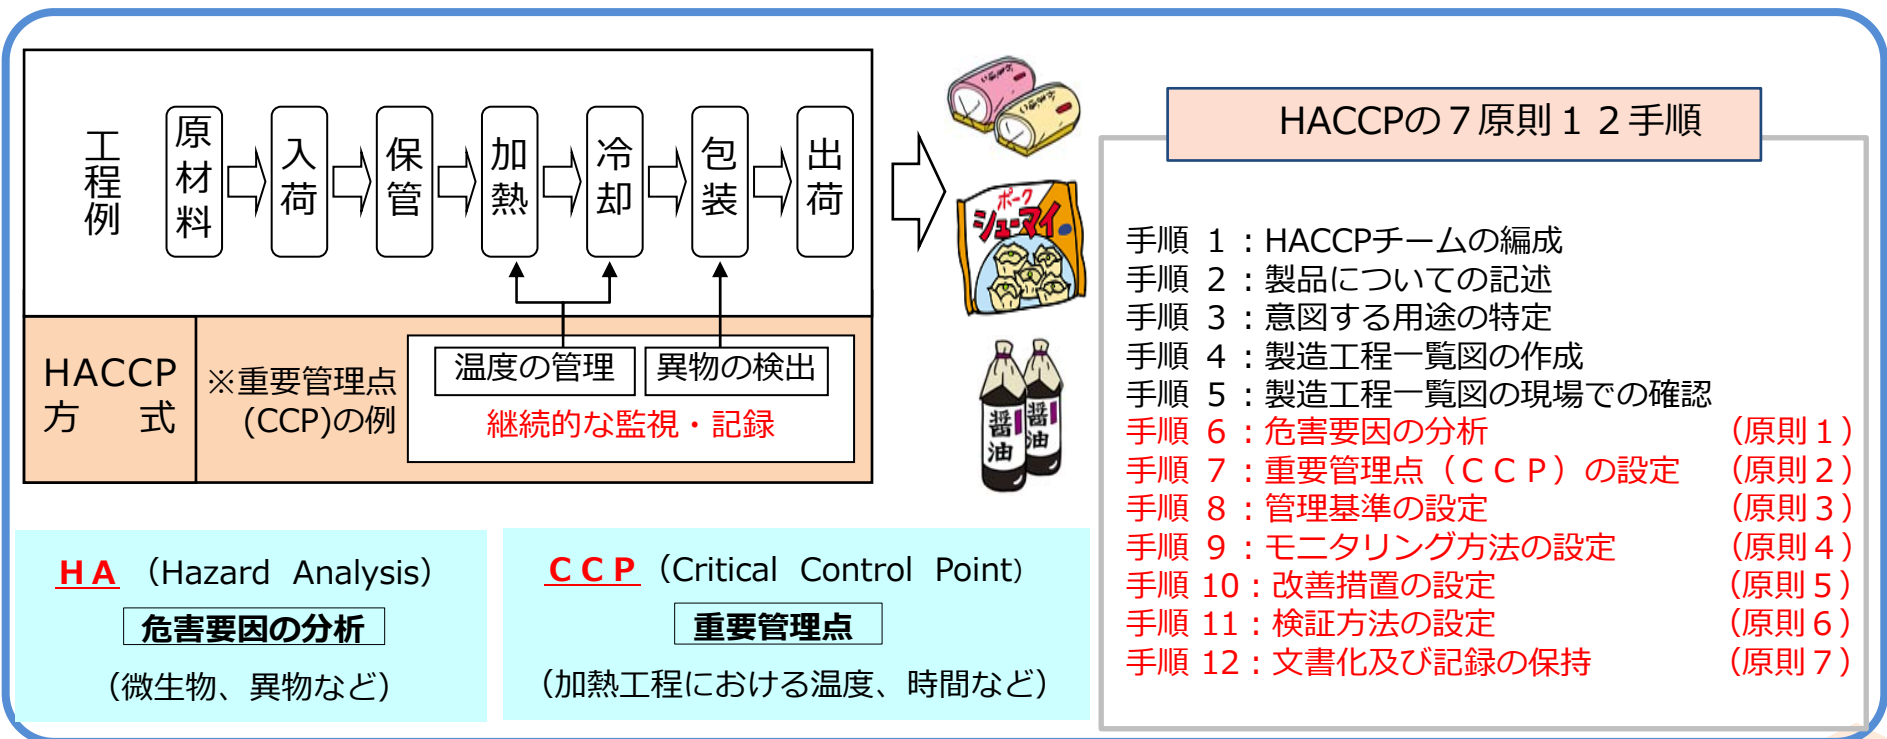 工程例
原材料
入荷
保管
加熱
冷却
包装
出荷
HACCP
方　式
※重要管理点
(CCP)の例
温度の管理
異物の検出
継続的な監視・記録
ポーク
シューマイ
醤油
醤油
HA （Hazard Analysis）
危害要因の分析
（微生物、異物など）
CCP （Critical Control Point）
重要管理点
（加熱工程における温度、時間など）
HACCPの７原則１２手順
手順 1：HACCPチームの編成
手順 2：製品についての記述
手順 3：意図する用途の特定
手順 4：製造工程一覧図の作成
手順 5：製造工程一覧図の現場での確認
手順 6：危害要因の分析 （原則１）
手順 7：重要管理点（ＣＣＰ）の設定 （原則２）
手順 8：管理基準の設定 （原則３）
手順 9：モニタリング方法の設定 （原則４）
手順 10：改善措置の設定 （原則５）
手順 11：検証方法の設定 （原則６）
手順 12：文書化及び記録の保持 （原則７）